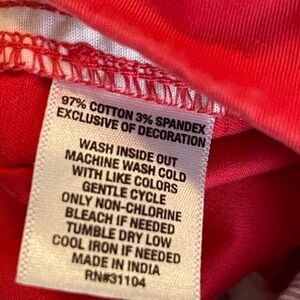 97% COTTON 3% SPANDEX
EXCLUSIVE OF DECORATION
WASH INSIDE OUT
MACHINE WASH COLD
WITH LIKE COLORS
GENTLE CYCLE
ONLY NON-CHLORINE
BLEACH IF NEEDED
TUMBLE DRY LOW
COOL IRON IF NEEDED
MADE IN INDIA
RN#31104